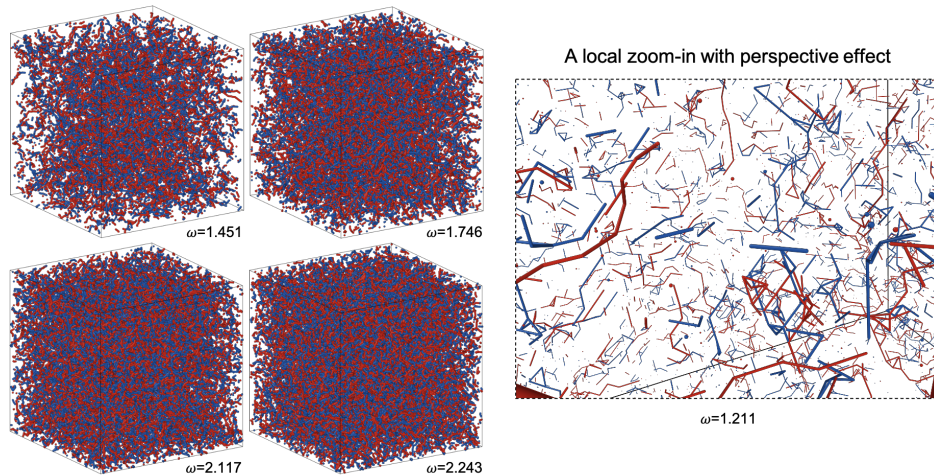 A local zoom-in with perspective effect
ω=1.451
ω=1.746
ω=2.117
ω=2.243
ω=1.211